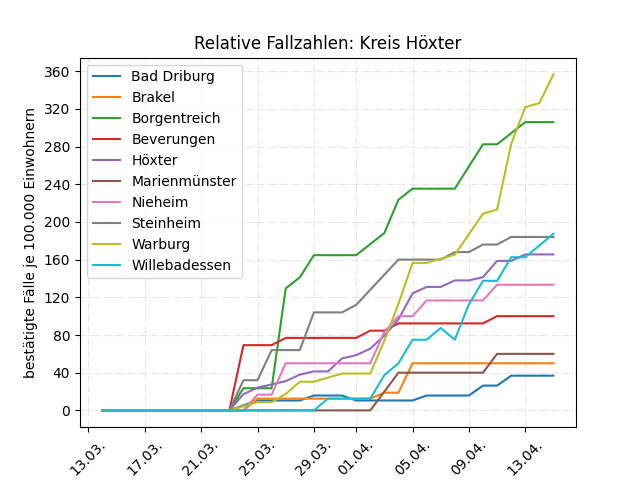 Relative Fallzahlen: Kreis Höxter
bestätigte Fälle je 100.000 Einwohnern
360
320
280
240
200
160
120
80
40
0
Bad Driburg
Brakel
Borgentreich
Beverungen
Höxter
Marienmünster
Nieheim
Steinheim
Warburg
Willebadessen
13.03.
17.03.
21.03.
25.03.
29.03.
01.04.
05.04.
09.04.
13.04.